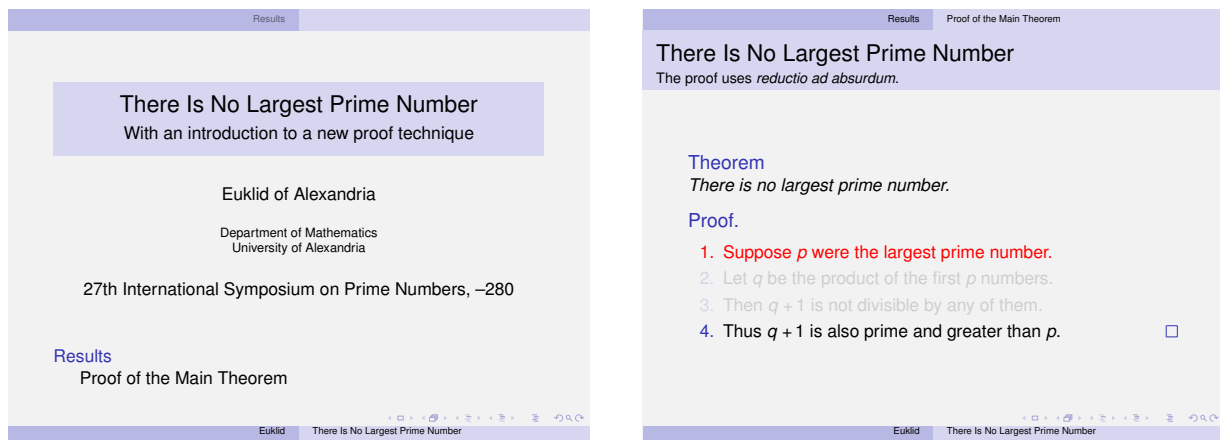 Results
There Is No Largest Prime Number
With an introduction to a new proof technique
Euklid of Alexandria
Department of Mathematics
University of Alexandria
27th International Symposium on Prime Numbers, –280
Results
Proof of the Main Theorem
Euklid There Is No Largest Prime Number
Results Proof of the Main Theorem
There Is No Largest Prime Number
The proof uses reductio ad absurdum.
Theorem
There is no largest prime number.
Proof.
1. Suppose p were the largest prime number.
2. Let q be the product of the first p numbers.
3. Then q + 1 is not divisible by any of them.
4. Thus q + 1 is also prime and greater than p.
Euklid There Is No Largest Prime Number